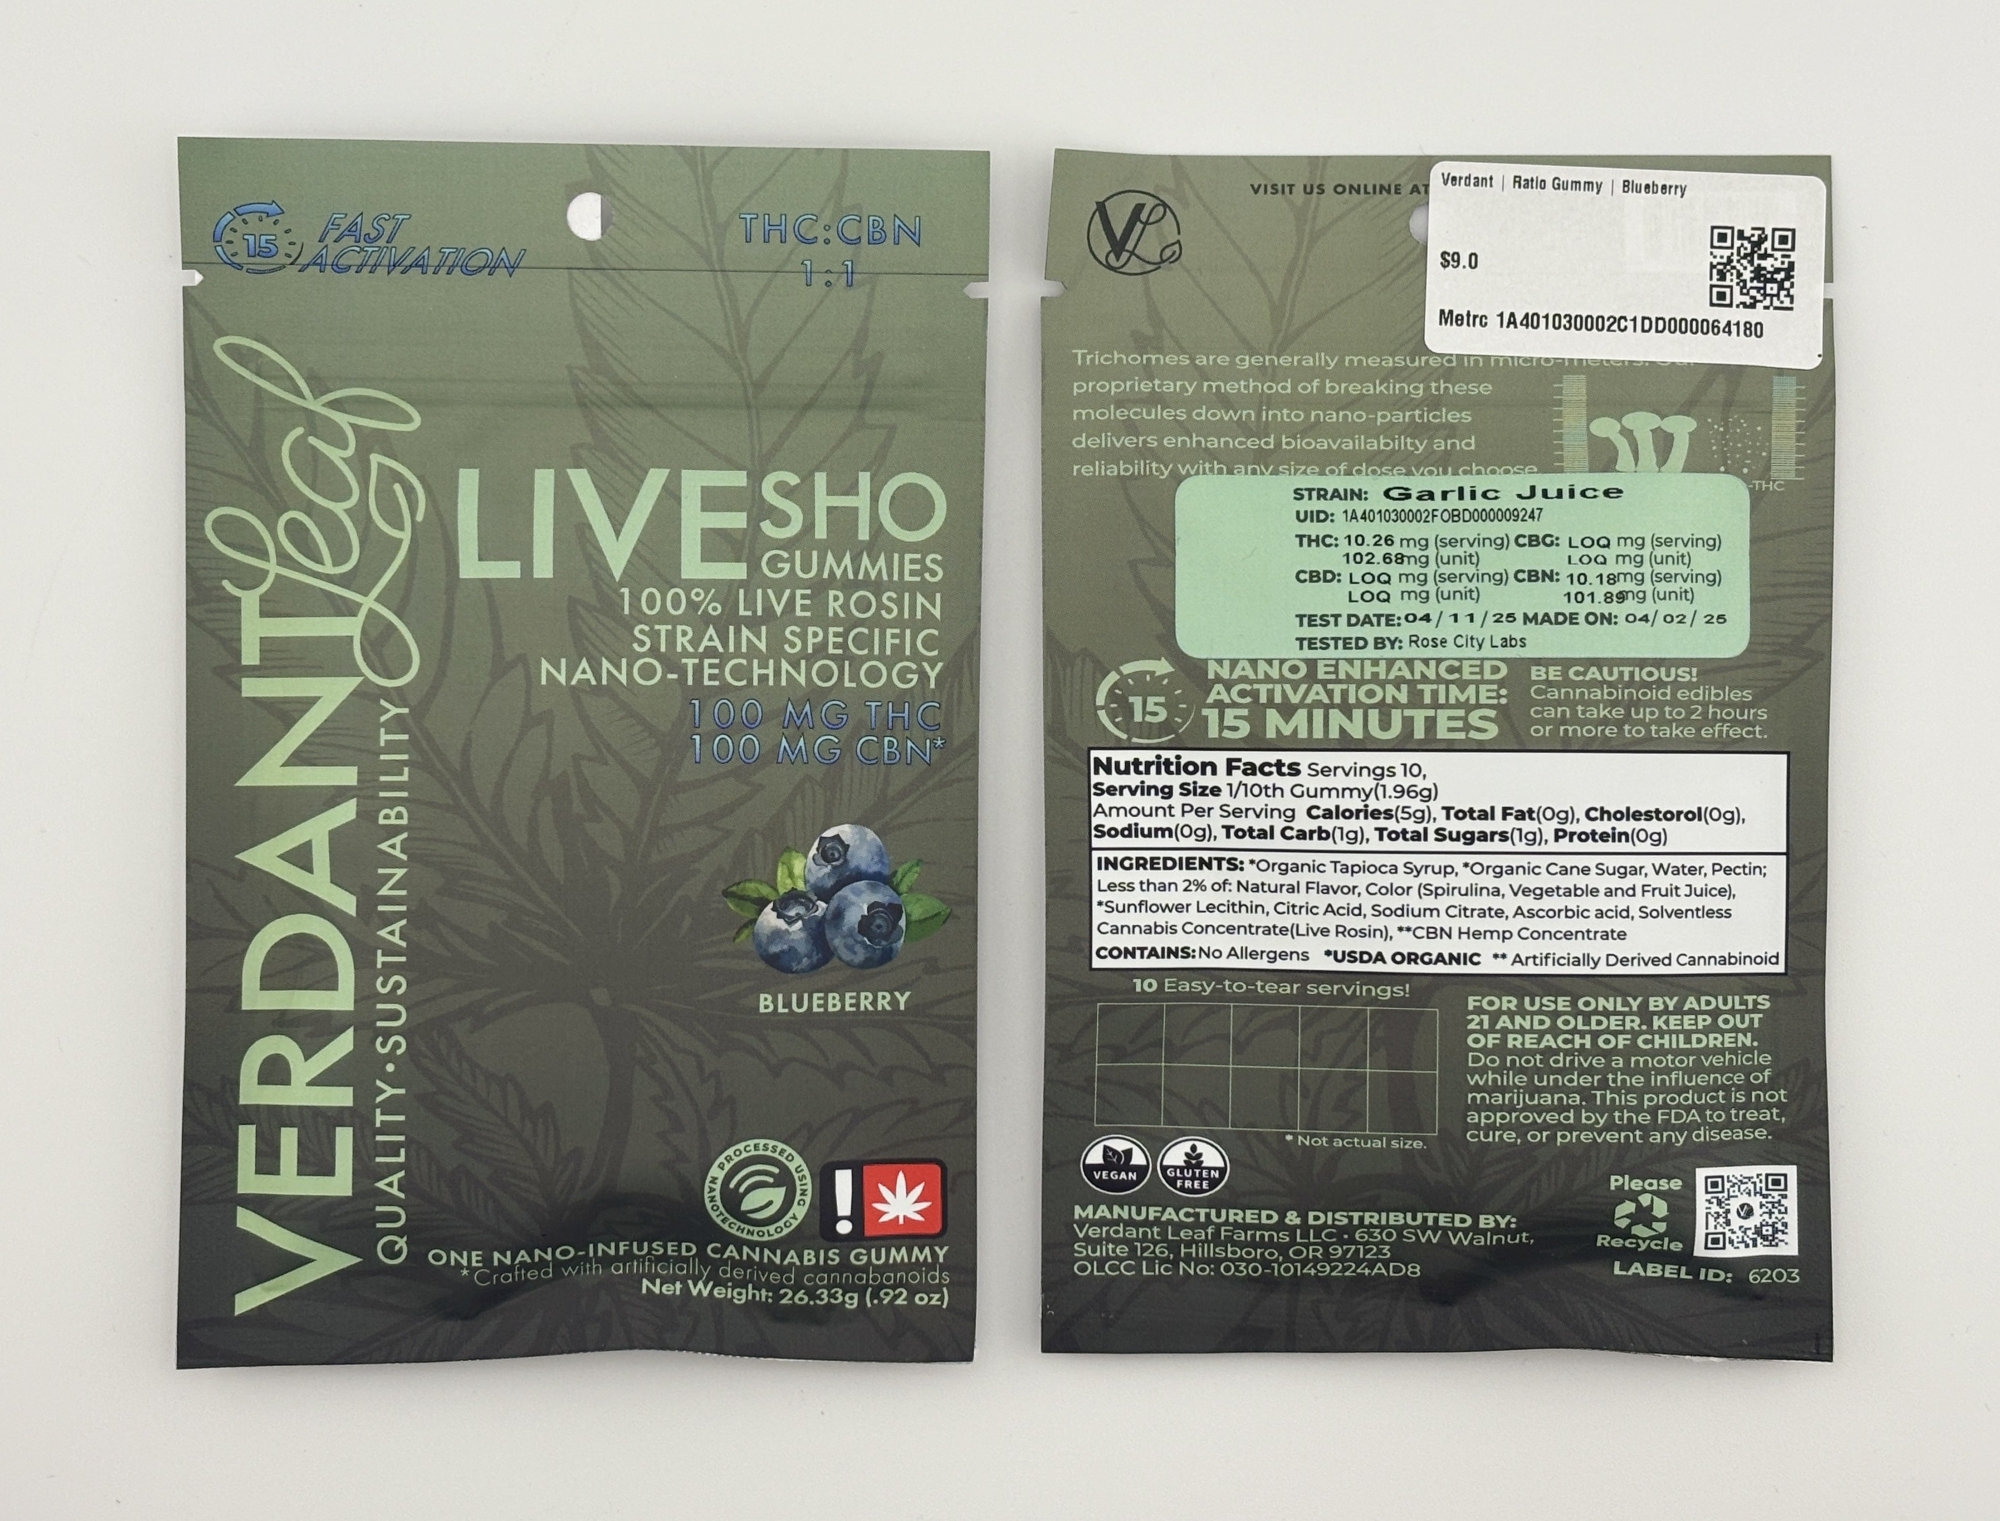 15 FAST
ACTIVATION
THC:CBN
1:1
VERDANT Leaf
QUALITY•SUSTAINABILITY
LIVE SHO
GUMMIES
100% LIVE ROSIN
STRAIN SPECIFIC
NANO-TECHNOLOGY
100 MG THC
100 MG CBN*
BLUEBERRY
PROCESSED USING NANOTECHNOLOGY
!
ONE NANO-INFUSED CANNABIS GUMMY
*Crafted with artificially derived cannabanoids
Net Weight: 26.33g (.92 oz)
VL
VISIT US ONLINE AT
Verdant | Ratio Gummy | Blueberry
$9.0
Metrc 1A401030002C1DD000064180
Trichomes are generally measured in micro-meters. Our
proprietary method of breaking these
molecules down into nano-particles
delivers enhanced bioavailabilty and
reliability with any size of dose you choose
-THC
STRAIN: Garlic Juice
UID: 1A401030002FOBD000009247
THC: 10.26 mg (serving) CBG: LOQ mg (serving)
102.68mg (unit) LOQ mg (unit)
CBD: LOQ mg (serving) CBN: 10.18mg (serving)
LOQ mg (unit) 101.89mg (unit)
TEST DATE: 04/11/25 MADE ON: 04/02/25
TESTED BY: Rose City Labs
15
NANO ENHANCED
ACTIVATION TIME:
15 MINUTES
BE CAUTIOUS!
Cannabinoid edibles
can take up to 2 hours
or more to take effect.
Nutrition Facts Servings 10,
Serving Size 1/10th Gummy(1.96g)
Amount Per Serving Calories(5g), Total Fat(0g), Cholestorol(0g),
Sodium(0g), Total Carb(1g), Total Sugars(1g), Protein(0g)
INGREDIENTS: *Organic Tapioca Syrup, *Organic Cane Sugar, Water, Pectin;
Less than 2% of: Natural Flavor, Color (Spirulina, Vegetable and Fruit Juice),
*Sunflower Lecithin, Citric Acid, Sodium Citrate, Ascorbic acid, Solventless
Cannabis Concentrate(Live Rosin), **CBN Hemp Concentrate
CONTAINS: No Allergens *USDA ORGANIC ** Artificially Derived Cannabinoid
10 Easy-to-tear servings!
* Not actual size.
FOR USE ONLY BY ADULTS
21 AND OLDER. KEEP OUT
OF REACH OF CHILDREN.
Do not drive a motor vehicle
while under the influence of
marijuana. This product is not
approved by the FDA to treat,
cure, or prevent any disease.
VEGAN
GLUTEN
FREE
MANUFACTURED & DISTRIBUTED BY:
Verdant Leaf Farms LLC • 630 SW Walnut,
Suite 126, Hillsboro, OR 97123
OLCC Lic No: 030-10149224AD8
Please
Recycle
LABEL ID: 6203